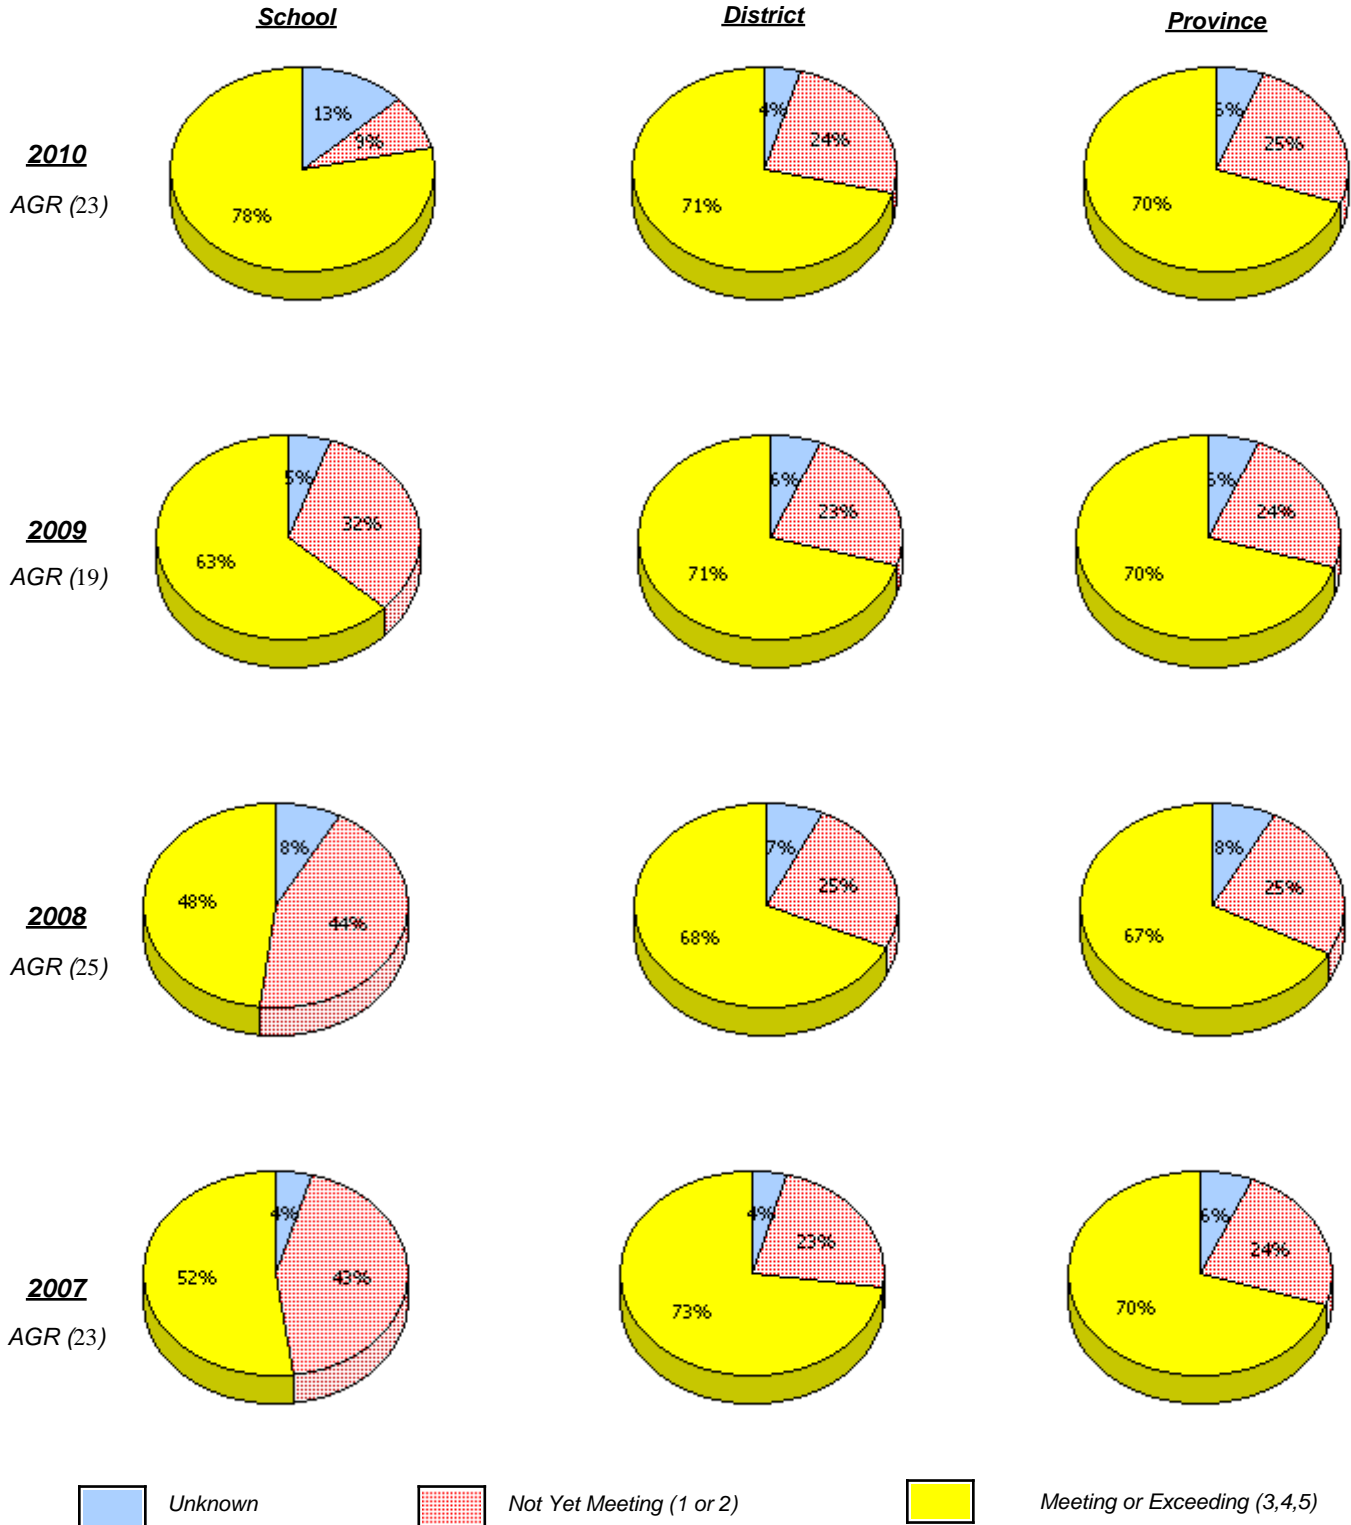 School District Province
13% 4% 5%
9% 24% 25%
2010
AGR (23)
78% 71% 70%
5% 6% 6%
32% 23% 24%
2009
63% 71% 70%
AGR (19)
8% 7% 8%
48% 25% 25%
2008
44% 68% 67%
AGR (25)
4% 4% 6%
52% 43% 23% 24%
2007
73% 70%
AGR (23)
Unknown Not Yet Meeting (1 or 2) Meeting or Exceeding (3,4,5)